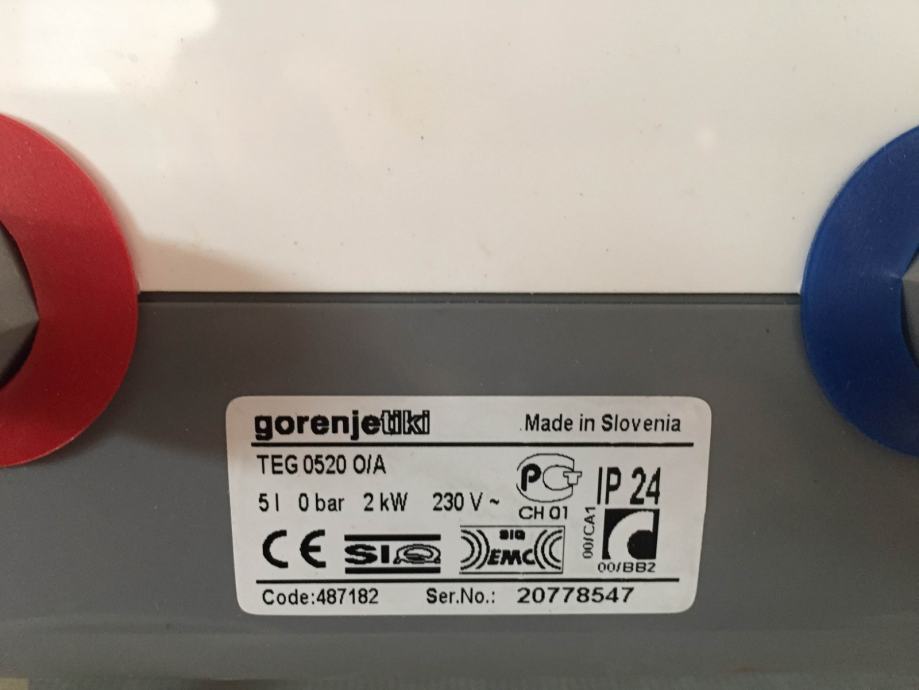 gorenjetiki Made in Slovenia
TEG 0520 O/A
5 l 0 bar 2 kW 230 V ~ PCT IP 24
CH 01
CE SIQ SIQ EMC 00/CA1
00/BB2
Code:487182 Ser.No.: 20778547